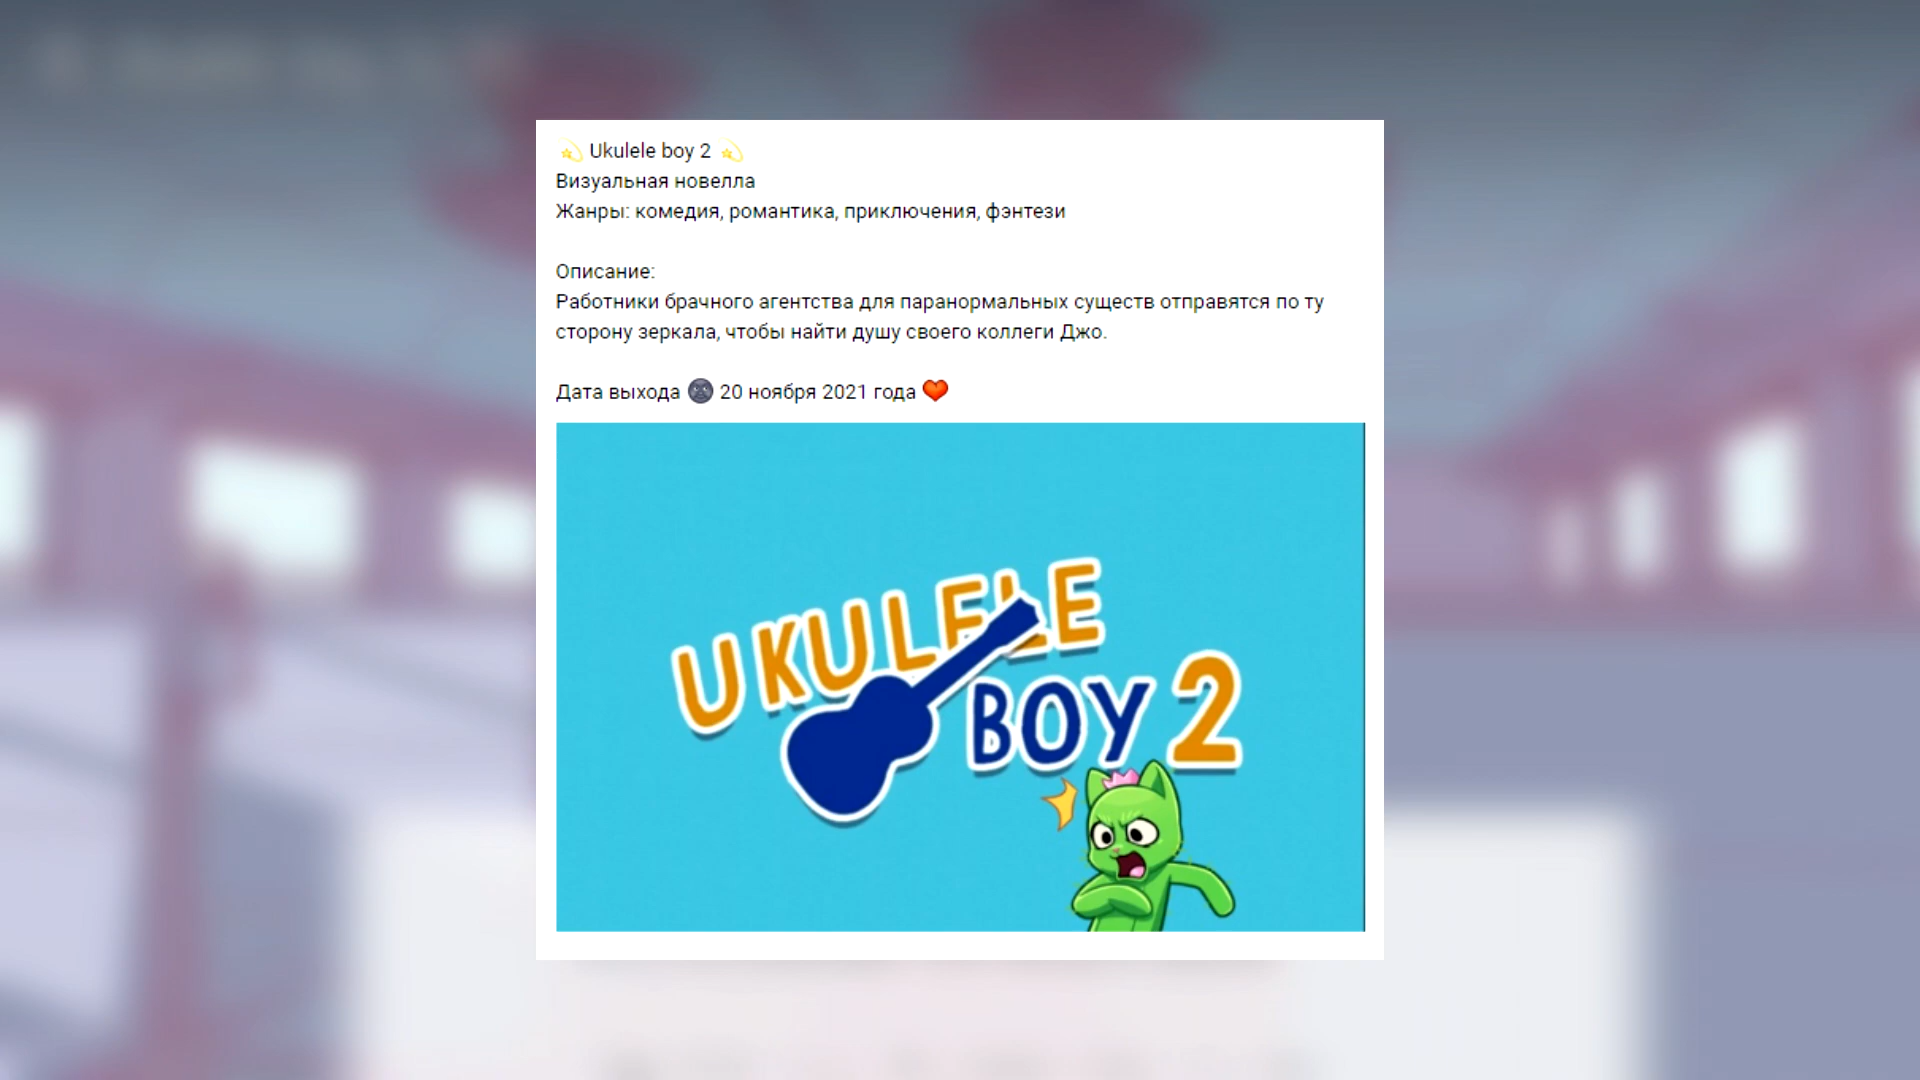 💫 Ukulele boy 2 💫
Визуальная новелла
Жанры: комедия, романтика, приключения, фэнтези
Описание:
Работники брачного агентства для паранормальных существ отправятся по ту
сторону зеркала, чтобы найти душу своего коллеги Джо.
Дата выхода 🌚 20 ноября 2021 года ❤
UKULELE
BOY 2